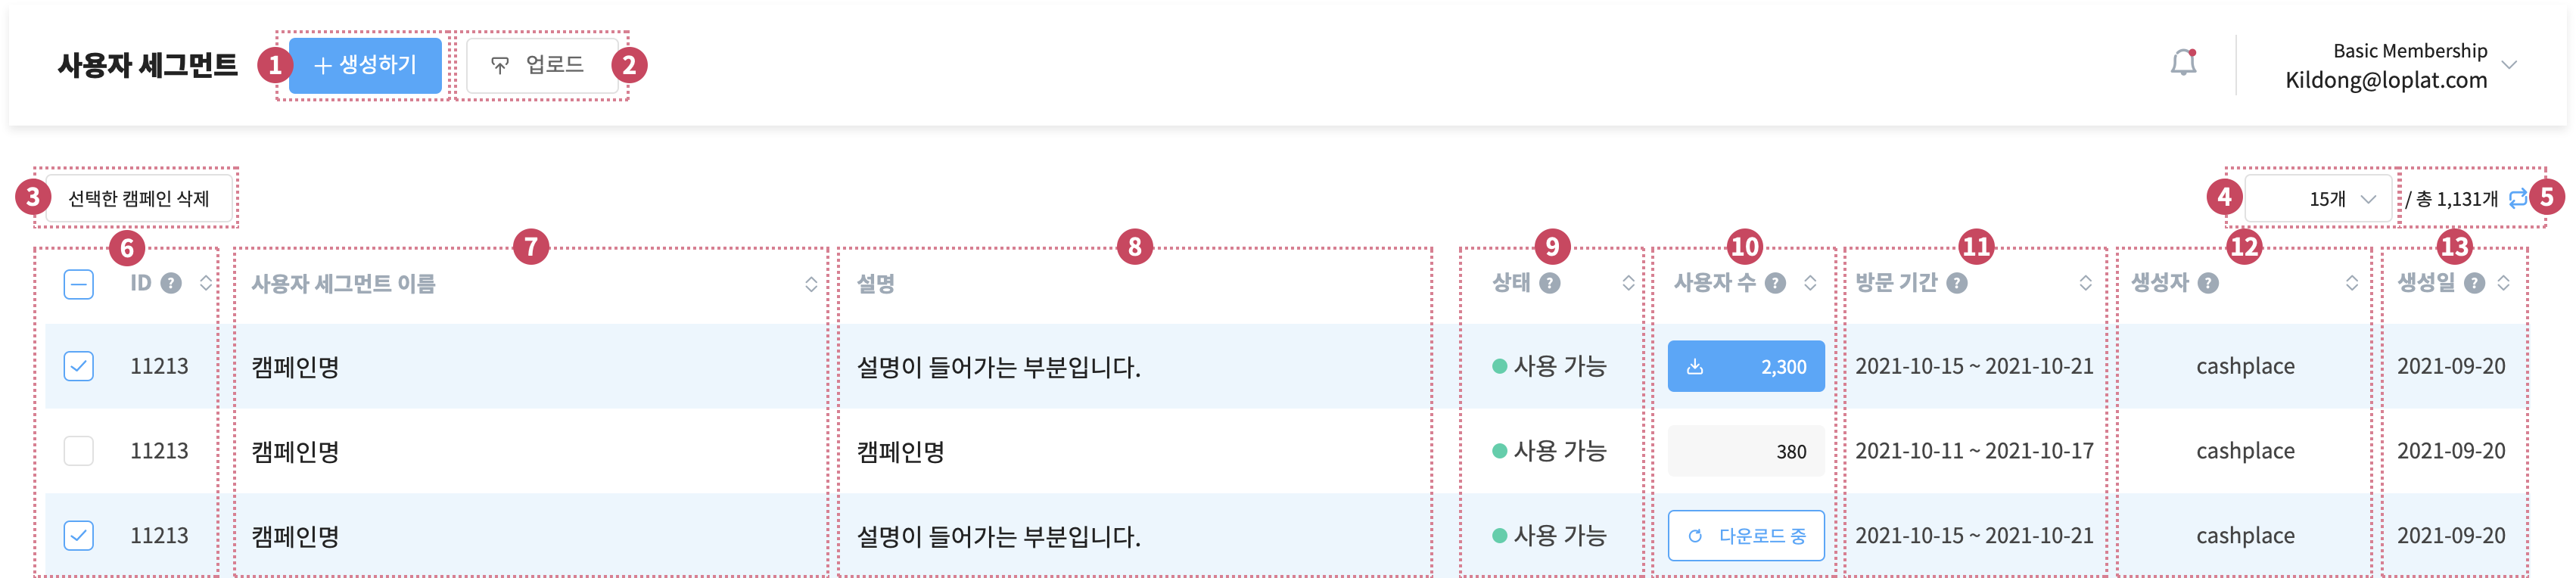 사용자 세그먼트 1 + 생성하기 업로드 2
Basic Membership
Kildong@loplat.com
3 선택한 캠페인 삭제 4 15개 / 총 1,131개 5
6 7 8 9 10 11 12 13
ID ? 사용자 세그먼트 이름 설명 상태 ? 사용자 수 ? 방문 기간 ? 생성자 ? 생성일 ?
11213 캠페인명 설명이 들어가는 부분입니다. 사용 가능 2,300 2021-10-15 ~ 2021-10-21 cashplace 2021-09-20
11213 캠페인명 캠페인명 사용 가능 380 2021-10-11 ~ 2021-10-17 cashplace 2021-09-20
11213 캠페인명 설명이 들어가는 부분입니다. 사용 가능 다운로드 중 2021-10-15 ~ 2021-10-21 cashplace 2021-09-20